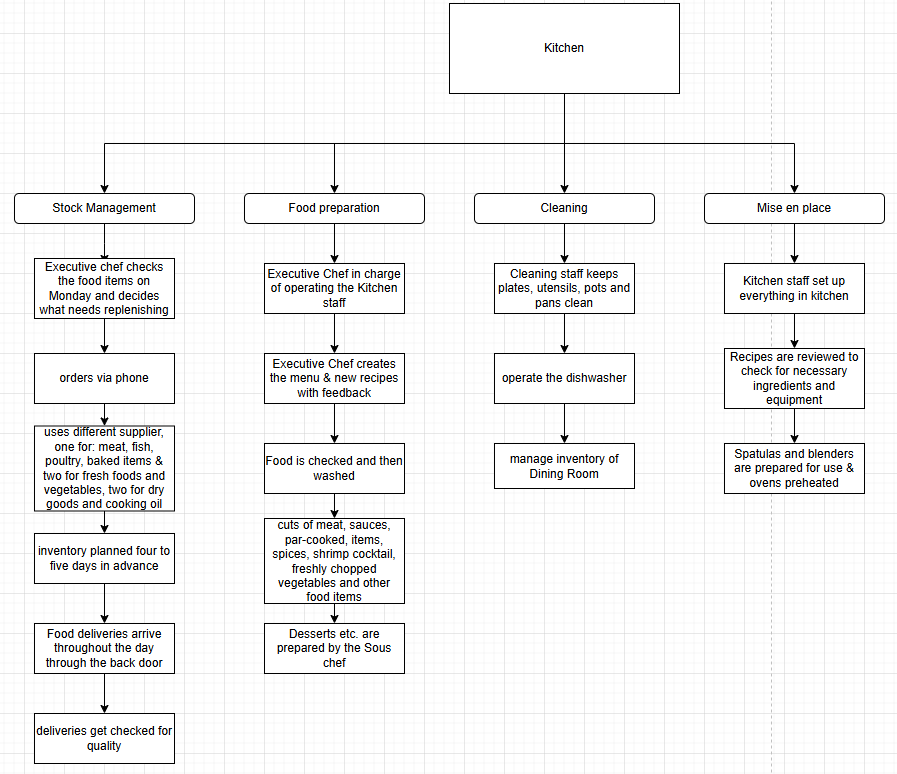 Kitchen
Stock Management
Executive chef checks
the food items on
Monday and decides
what needs replenishing
orders via phone
uses different supplier,
one for: meat, fish,
poultry, baked items &
two for fresh foods and
vegetables, two for dry
goods and cooking oil
inventory planned four to
five days in advance
Food deliveries arrive
throughout the day
through the back door
deliveries get checked for
quality
Food preparation
Executive Chef in charge
of operating the Kitchen
staff
Executive Chef creates
the menu & new recipes
with feedback
Food is checked and then
washed
cuts of meat, sauces,
par-cooked, items,
spices, shrimp cocktail,
freshly chopped
vegetables and other
food items
Desserts etc. are
prepared by the Sous
chef
Cleaning
Cleaning staff keeps
plates, utensils, pots and
pans clean
operate the dishwasher
manage inventory of
Dining Room
Mise en place
Kitchen staff set up
everything in kitchen
Recipes are reviewed to
check for necessary
ingredients and
equipment
Spatulas and blenders
are prepared for use &
ovens preheated